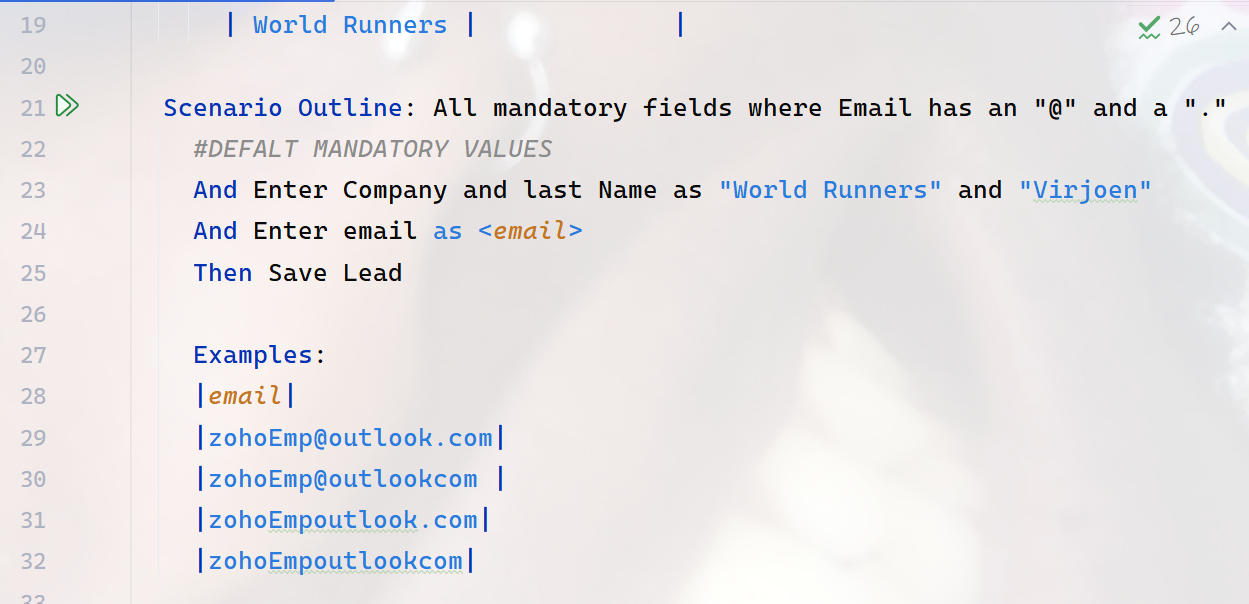 19 | World Runners | |
20
21 Scenario Outline: All mandatory fields where Email has an "@" and a "." 26
22 #DEFALT MANDATORY VALUES
23 And Enter Company and last Name as "World Runners" and "Virjoen"
24 And Enter email as <email>
25 Then Save Lead
26
27 Examples:
28 |email|
29 |zohoEmp@outlook.com|
30 |zohoEmp@outlookcom |
31 |zohoEmpoutlook.com|
32 |zohoEmpoutlookcom|
33